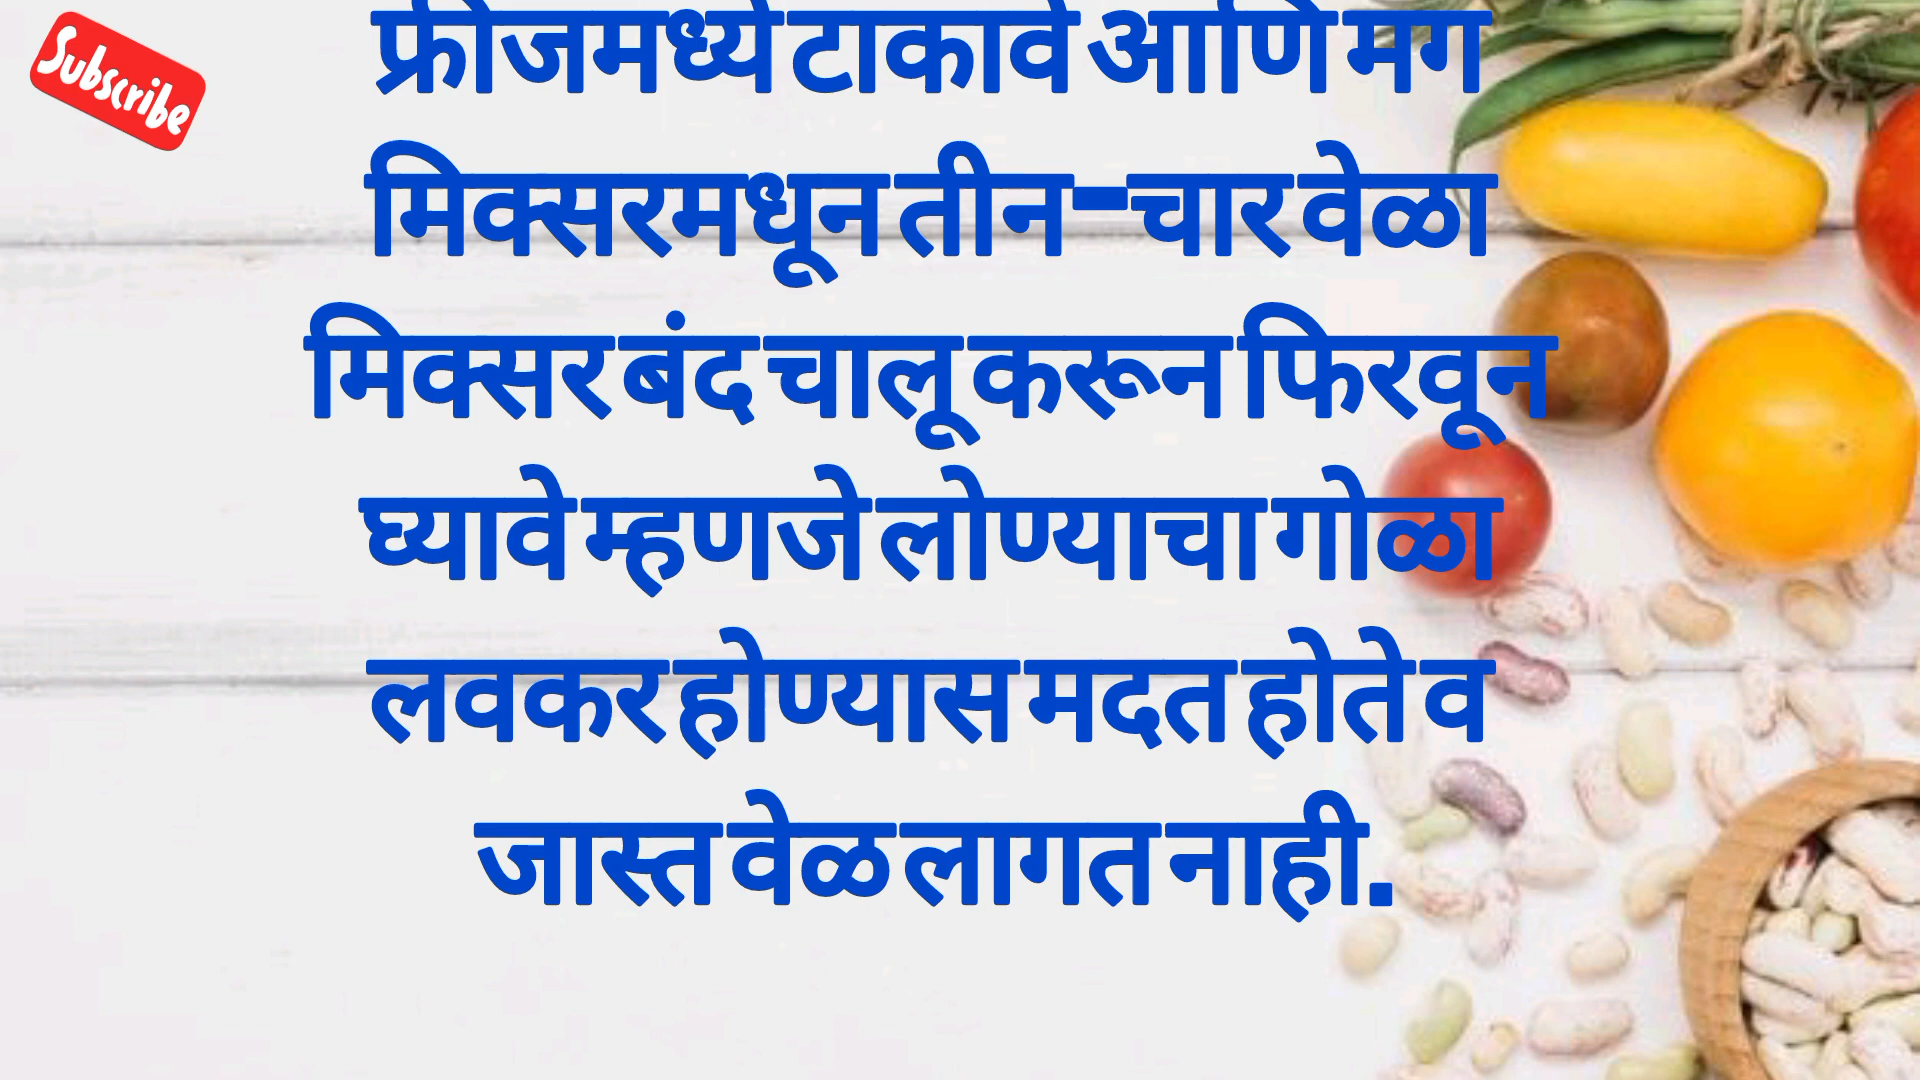 Subscribe
फ्रीजमध्ये टाकावे आणि मग
मिक्सरमधून तीन-चार वेळा
मिक्सर बंद चालू करून फिरवून
घ्यावे म्हणजे लोण्याचा गोळा
लवकर होण्यास मदत होते व
जास्त वेळ लागत नाही.